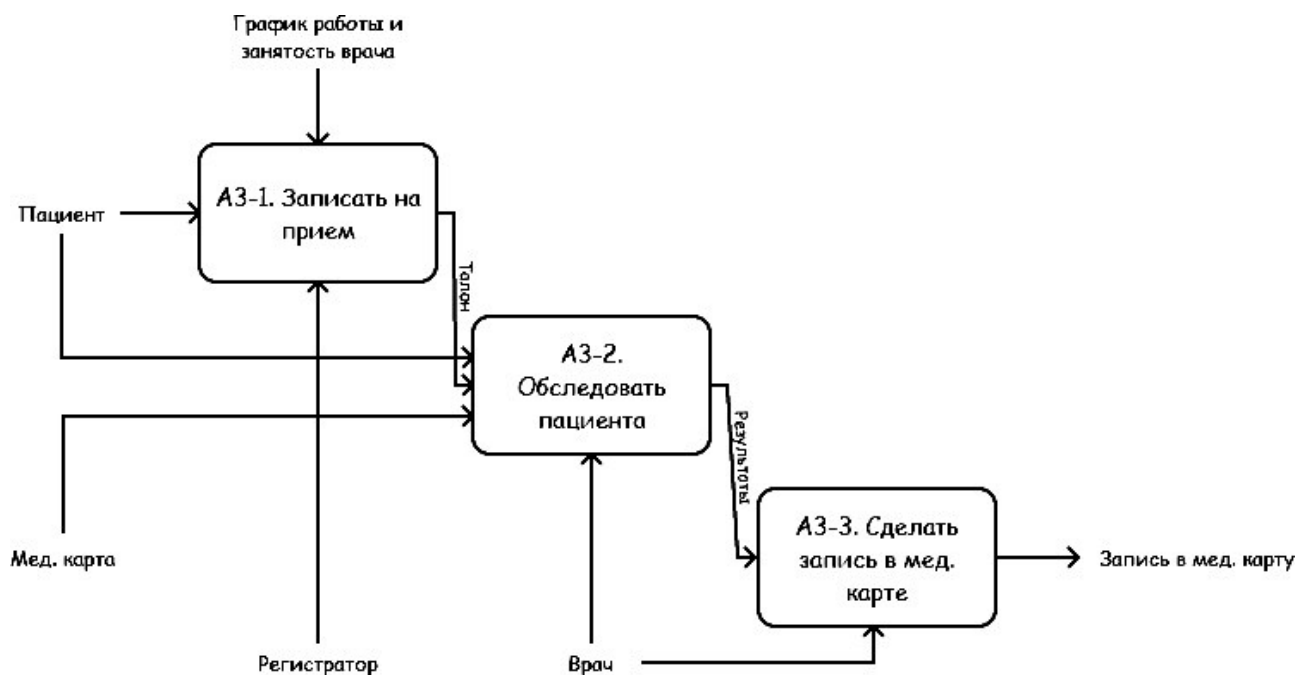 График работы и
занятость врача
А3-1. Записать на
прием
Пациент
Талон
А3-2.
Обследовать
пациента
Результаты
Мед. карта
А3-3. Сделать
запись в мед.
карте
Запись в мед. карту
Регистратор
Врач